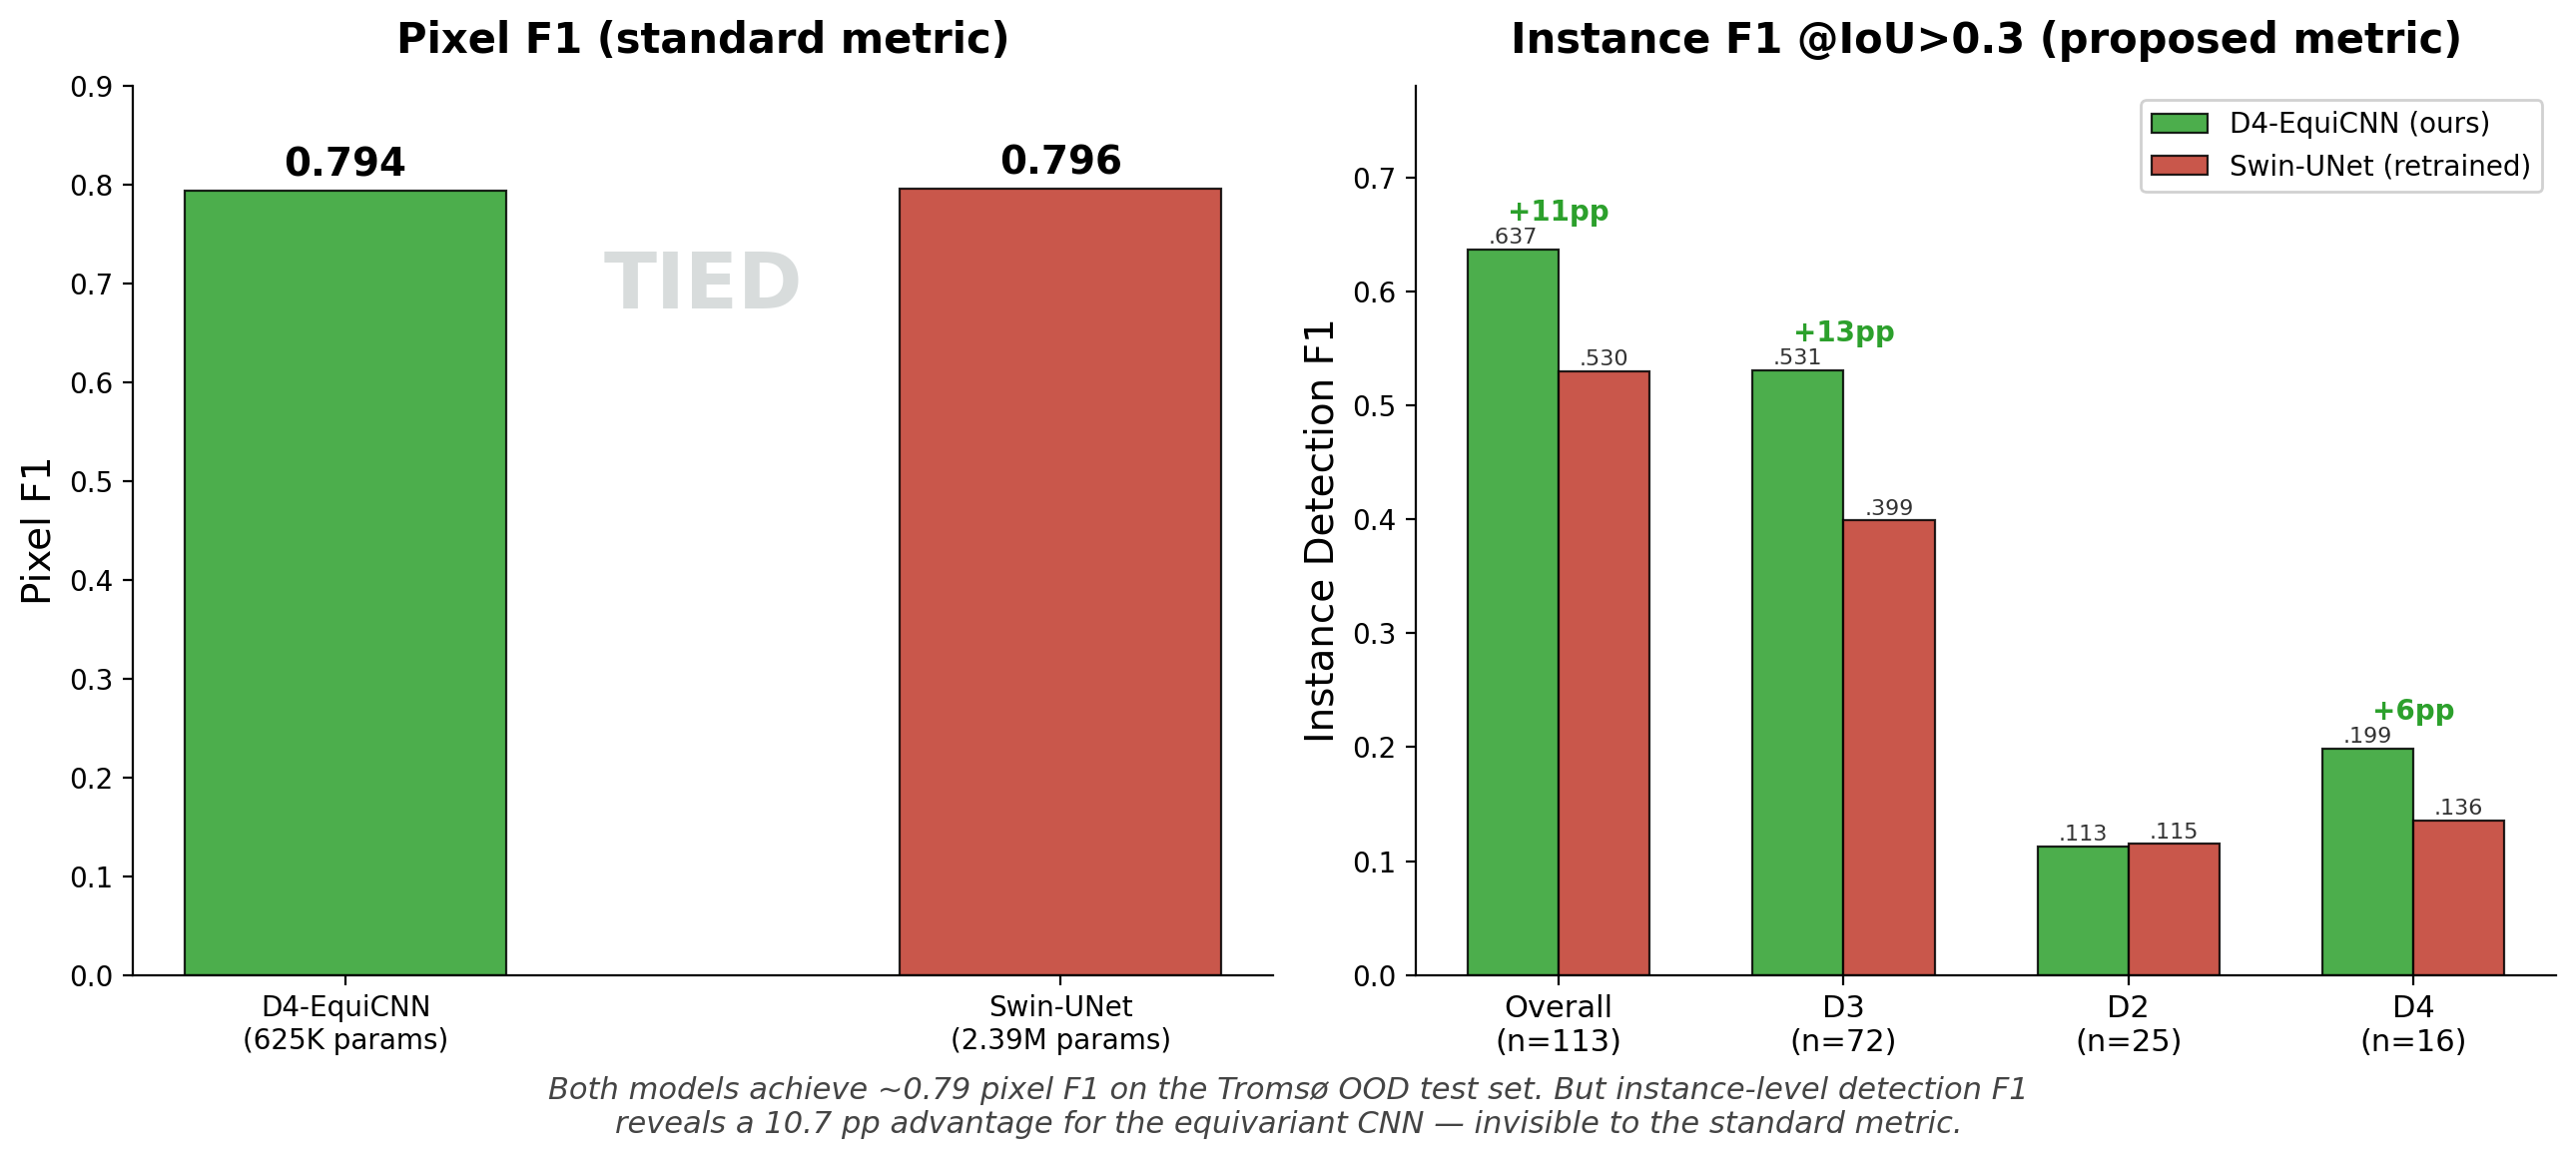 Pixel F1 (standard metric)
Pixel F1
0.9
0.8
0.7
0.6
0.5
0.4
0.3
0.2
0.1
0.0
0.794
TIED
0.796
D4-EquiCNN
(625K params)
Swin-UNet
(2.39M params)
Instance F1 @IoU>0.3 (proposed metric)
Instance Detection F1
0.7
0.6
0.5
0.4
0.3
0.2
0.1
0.0
D4-EquiCNN (ours)
Swin-UNet (retrained)
+11pp
.637
.530
+13pp
.531
.399
.113
.115
+6pp
.199
.136
Overall
(n=113)
D3
(n=72)
D2
(n=25)
D4
(n=16)
Both models achieve ~0.79 pixel F1 on the Tromsø OOD test set. But instance-level detection F1
reveals a 10.7 pp advantage for the equivariant CNN — invisible to the standard metric.